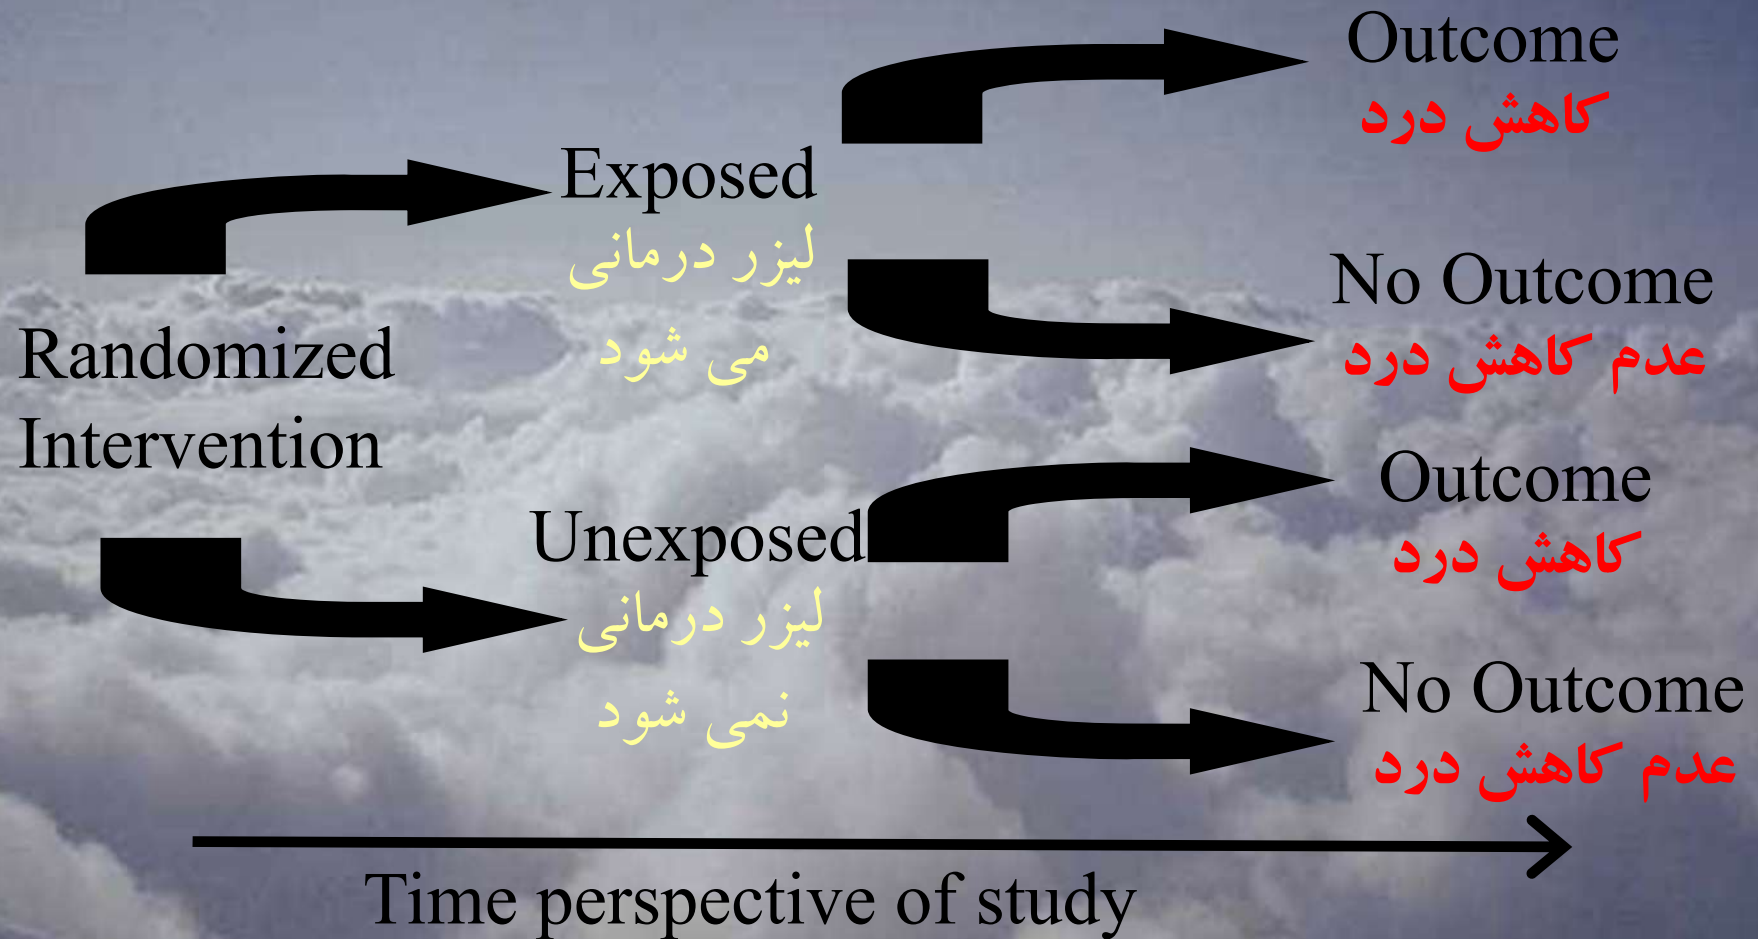 Randomized
Intervention
Exposed
لیزر درمانی
می شود
Outcome
کاهش درد
No Outcome
عدم کاهش درد
Unexposed
لیزر درمانی
نمی شود
Outcome
کاهش درد
No Outcome
عدم کاهش درد
Time perspective of study